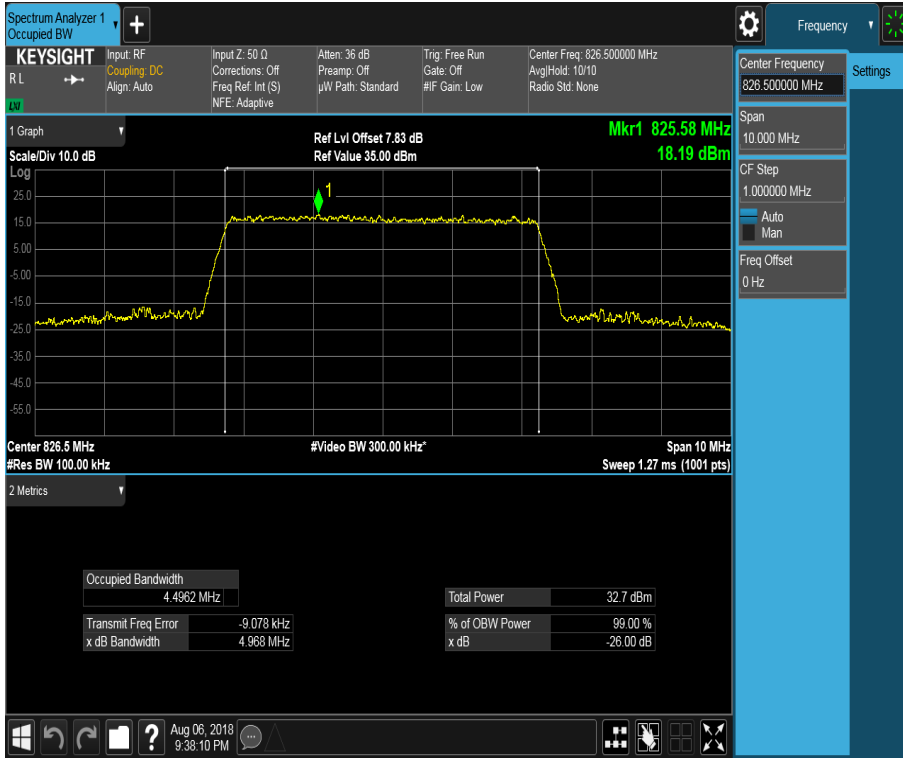 Spectrum Analyzer 1
Occupied BW
Frequency
KEYSIGHT
R L
LXI
Input: RF
Coupling: DC
Align: Auto
Input Z: 50 Ω
Corrections: Off
Freq Ref: Int (S)
NFE: Adaptive
Atten: 36 dB
Preamp: Off
µW Path: Standard
Trig: Free Run
Gate: Off
#IF Gain: Low
Center Freq: 826.500000 MHz
Avg|Hold: 10/10
Radio Std: None
Center Frequency
826.500000 MHz
Settings
Span
10.000 MHz
CF Step
1.000000 MHz
Auto
Man
Freq Offset
0 Hz
1 Graph
Scale/Div 10.0 dB
Log
Ref Lvl Offset 7.83 dB
Ref Value 35.00 dBm
Mkr1 825.58 MHz
18.19 dBm
1
25.0
15.0
5.00
-5.00
-15.0
-25.0
-35.0
-45.0
-55.0
Center 826.5 MHz
#Res BW 100.00 kHz
#Video BW 300.00 kHz*
Span 10 MHz
Sweep 1.27 ms (1001 pts)
2 Metrics
Occupied Bandwidth
4.4962 MHz
Transmit Freq Error -9.078 kHz
x dB Bandwidth 4.968 MHz
Total Power 32.7 dBm
% of OBW Power 99.00 %
x dB -26.00 dB
?
Aug 06, 2018
9:38:10 PM